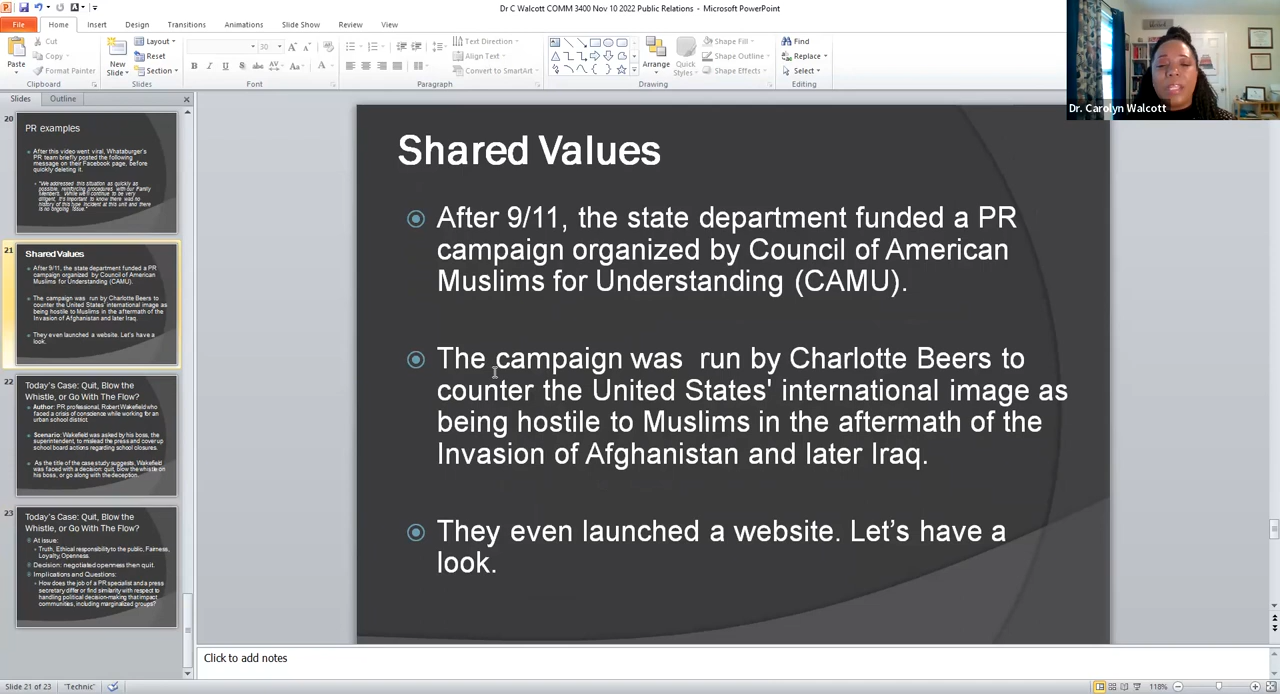 Dr C Walcott COMM 3400 Nov 10 2022 Public Relations - Microsoft PowerPoint
File Home Insert Design Transitions Animations Slide Show Review View
Paste
Cut
Copy
Format Painter
Clipboard
New
Slide
Layout
Reset
Section
Slides
30
B I U S abc AV Aa A
Font
Paragraph
Text Direction
Align Text
Convert to SmartArt
Drawing
Arrange
Quick
Styles
Shape Fill
Shape Outline
Shape Effects
Find
Replace
Select
Editing
Dr. Carolyn Walcott
Slides Outline
20
PR examples
After this video went viral, Whataburger's
PR team briefly posted the following
message on their Facebook page, before
quickly deleting it.
"We addressed this situation as quickly as
possible, reinforcing procedures with our Family
Members. While we'll continue to be very
diligent, it's important to know there was no
history of this type incident at this unit and there
is no ongoing issue."
21
Shared Values
After 9/11, the state department funded a PR
campaign organized by Council of American
Muslims for Understanding (CAMU).
The campaign was run by Charlotte Beers to
counter the United States' international image as
being hostile to Muslims in the aftermath of the
Invasion of Afghanistan and later Iraq.
They even launched a website. Let's have a
look.
22
Today's Case: Quit, Blow the
Whistle, or Go With The Flow?
Author: PR professional, Robert Wakefield who
faced a crisis of conscience while working for an
urban school district.
Scenario: Wakefield was asked by his boss, the
superintendent, to mislead the press and cover up
school board actions regarding school closures.
As the title of the case study suggests, Wakefield
was faced with a decision: quit, blow the whistle on
his boss, or go along with the deception.
23
Today's Case: Quit, Blow the
Whistle, or Go With The Flow?
At issue:
Truth, Ethical responsibility to the public, Fairness,
Loyalty, Openness.
Decision: negotiated openness then quit.
Implications and Questions:
How does the job of a PR specialist and a press
secretary differ or find similarity with respect to
handling political decision-making that impact
communities, including marginalized groups?
Shared Values
After 9/11, the state department funded a PR
campaign organized by Council of American
Muslims for Understanding (CAMU).
The campaign was run by Charlotte Beers to
counter the United States' international image as
being hostile to Muslims in the aftermath of the
Invasion of Afghanistan and later Iraq.
They even launched a website. Let's have a
look.
Click to add notes
Slide 21 of 23 "Technic" 118%